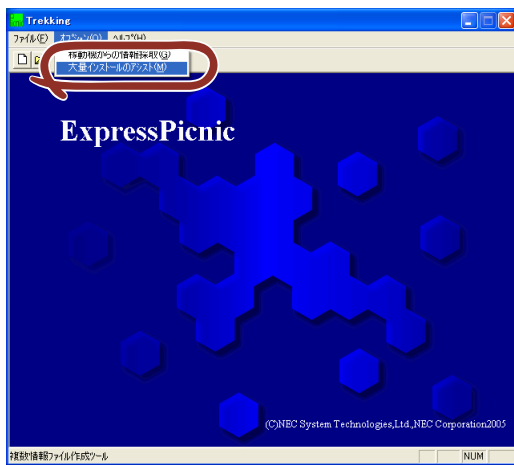 Trekking
ファイル(F) オプション(O) ヘルプ(H)
移動機からの情報採取(G)
大量インストールのアシスト(M)
ExpressPicnic
(C)NEC System Technologies,Ltd.,NEC Corporation2005
複数情報ファイル作成ツール
NUM